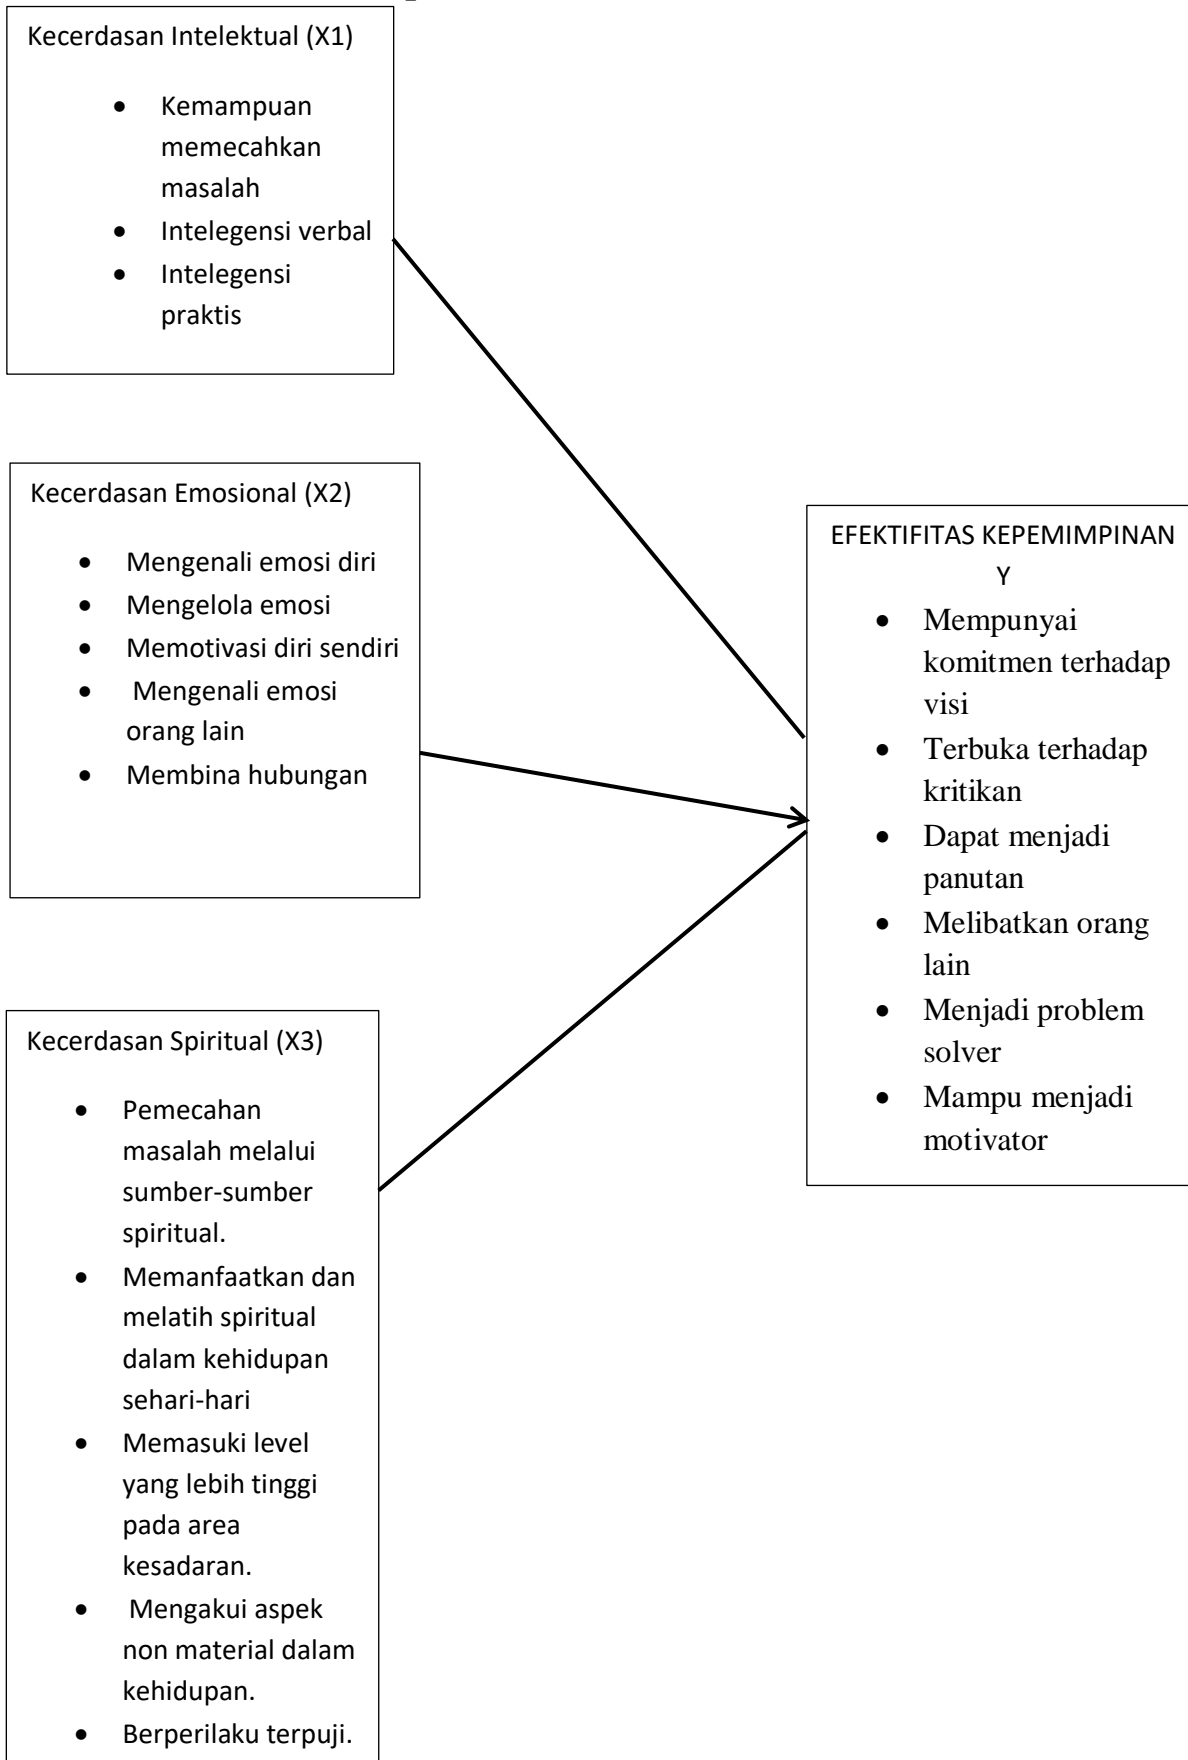 Kecerdasan Intelektual (X1)
• Kemampuan
memecahkan
masalah
• Intelegensi verbal
• Intelegensi
praktis
Kecerdasan Emosional (X2)
• Mengenali emosi diri
• Mengelola emosi
• Memotivasi diri sendiri
• Mengenali emosi
orang lain
• Membina hubungan
Kecerdasan Spiritual (X3)
• Pemecahan
masalah melalui
sumber-sumber
spiritual.
• Memanfaatkan dan
melatih spiritual
dalam kehidupan
sehari-hari
• Memasuki level
yang lebih tinggi
pada area
kesadaran.
• Mengakui aspek
non material dalam
kehidupan.
• Berperilaku terpuji.
EFEKTIFITAS KEPEMIMPINAN
Y
• Mempunyai
komitmen terhadap
visi
• Terbuka terhadap
kritikan
• Dapat menjadi
panutan
• Melibatkan orang
lain
• Menjadi problem
solver
• Mampu menjadi
motivator